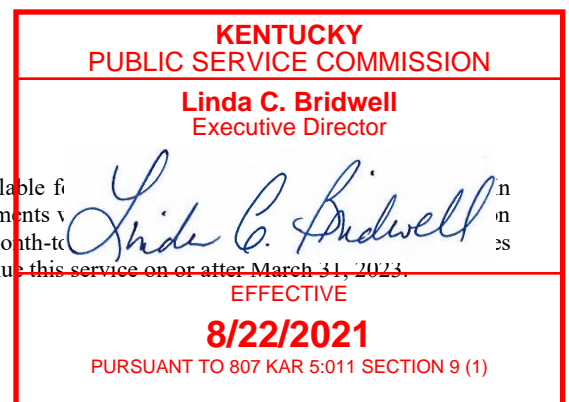 KENTUCKY
PUBLIC SERVICE COMMISSION
Linda C. Bridwell
Executive Director
Linda C. Bridwell
this service on or after March 31, 2023.
EFFECTIVE
8/22/2021
PURSUANT TO 807 KAR 5:011 SECTION 9 (1)